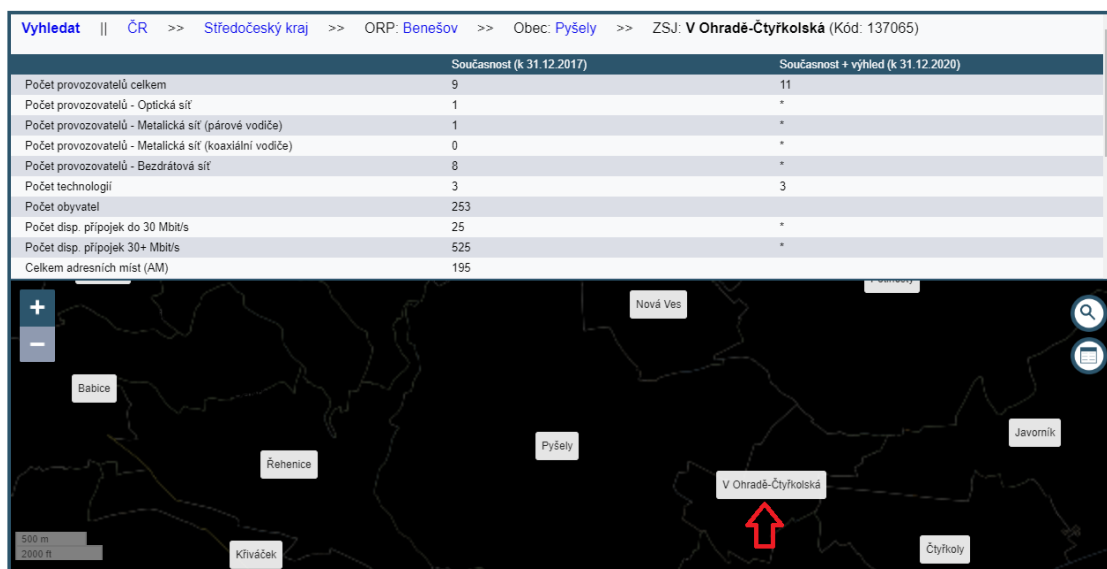 Vyhledat || ČR >> Středočeský kraj >> ORP: Benešov >> Obec: Pyšely >> ZSJ: V Ohradě-Čtyřkolská (Kód: 137065)
Současnost (k 31.12.2017) Současnost + výhled (k 31.12.2020)
Počet provozovatelů celkem 9 11
Počet provozovatelů - Optická síť 1 *
Počet provozovatelů - Metalická síť (párové vodiče) 1 *
Počet provozovatelů - Metalická síť (koaxiální vodiče) 0 *
Počet provozovatelů - Bezdrátová síť 8 *
Počet technologií 3 3
Počet obyvatel 253
Počet disp. přípojek do 30 Mbit/s 25 *
Počet disp. přípojek 30+ Mbit/s 525 *
Celkem adresních míst (AM) 195
+
Nová Ves
−
Babice
Javorník
Pyšely
Řehenice
V Ohradě-Čtyřkolská
500 m
2000 ft
Křiváček
Čtyřkoly